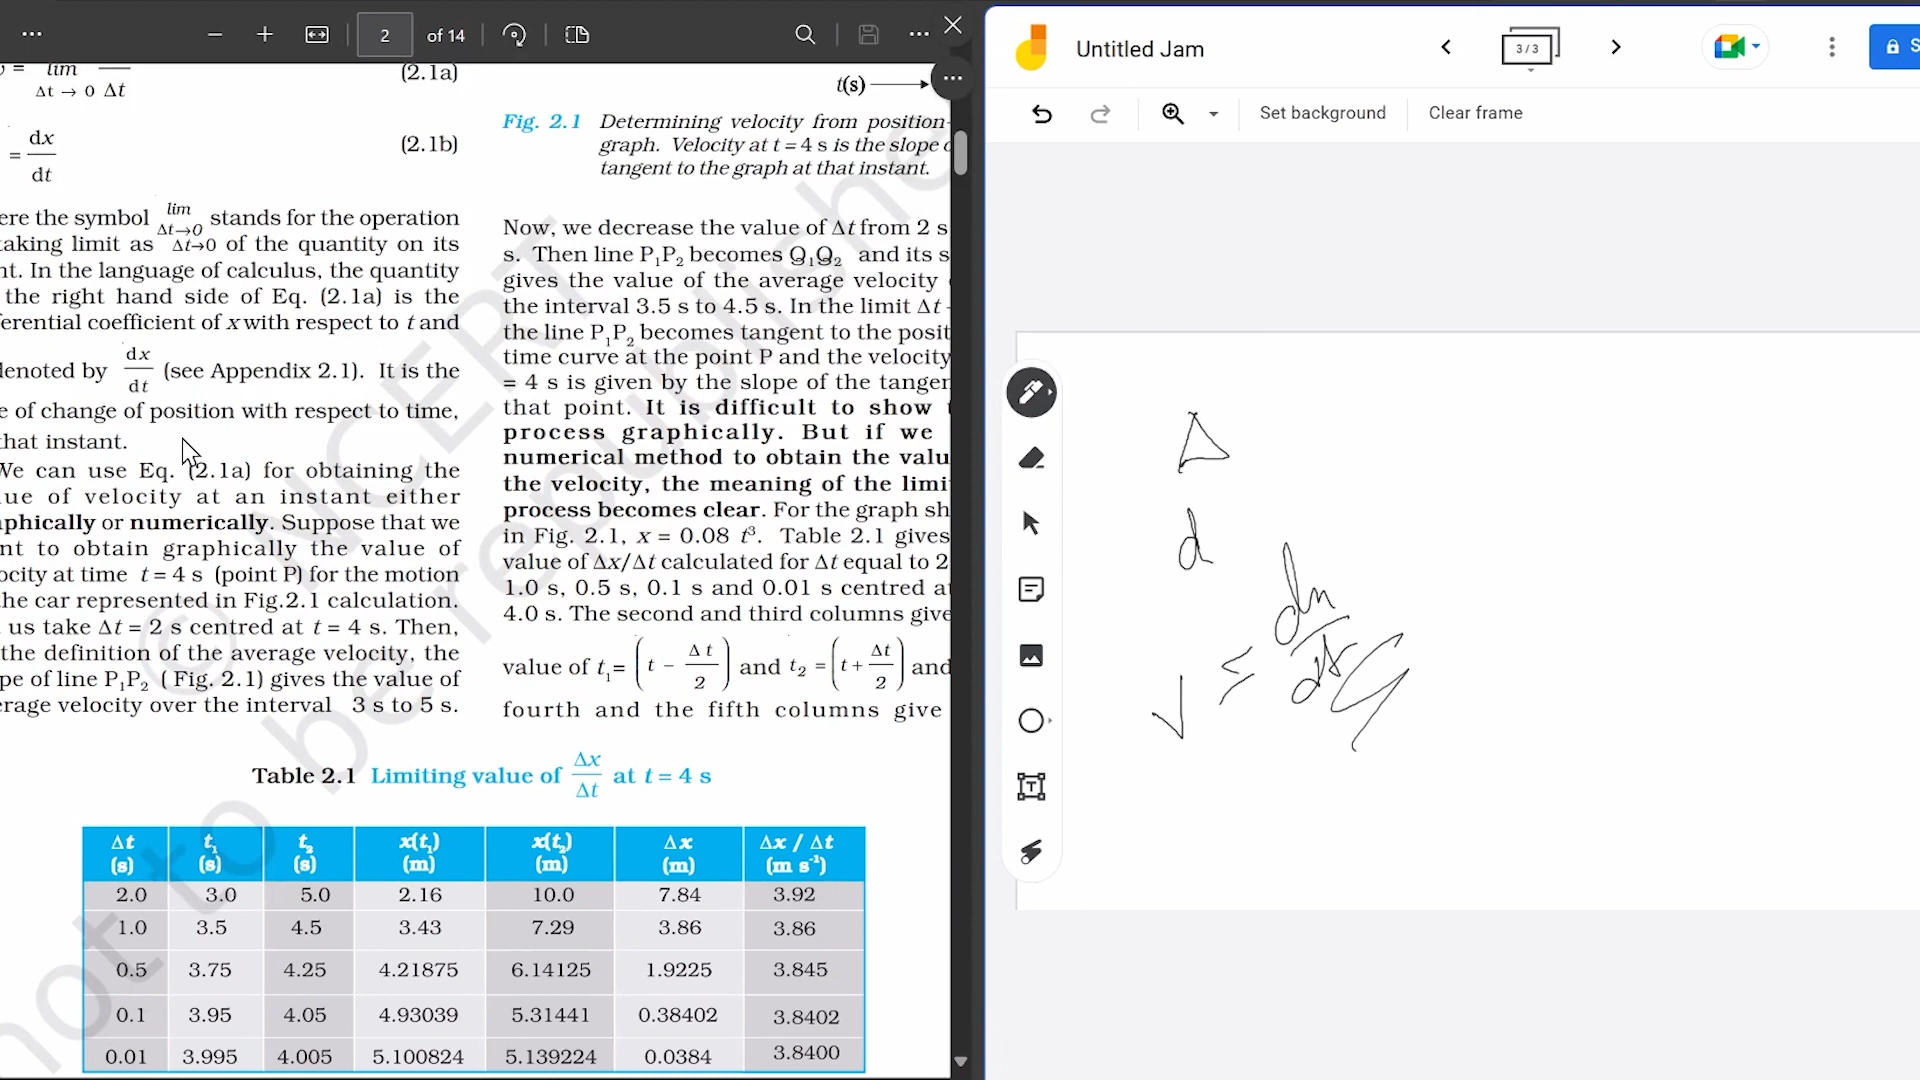 2 of 14
Untitled Jam
3 / 3
Set background
Clear frame
= lim
Δt → 0 Δt
(2.1a)
= dx
dt
(2.1b)
ere the symbol lim Δt→0 stands for the operation
taking limit as Δt→0 of the quantity on its
ht. In the language of calculus, the quantity
the right hand side of Eq. (2.1a) is the
ferential coefficient of x with respect to t and
denoted by dx/dt (see Appendix 2.1). It is the
e of change of position with respect to time,
that instant.
We can use Eq. (2.1a) for obtaining the
lue of velocity at an instant either
aphically or numerically. Suppose that we
nt to obtain graphically the value of
ocity at time t = 4 s (point P) for the motion
the car represented in Fig.2.1 calculation.
us take Δt = 2 s centred at t = 4 s. Then,
the definition of the average velocity, the
pe of line P₁P₂ ( Fig. 2.1) gives the value of
erage velocity over the interval 3 s to 5 s.
t(s)
Fig. 2.1 Determining velocity from position-
graph. Velocity at t = 4 s is the slope o
tangent to the graph at that instant.
Now, we decrease the value of Δt from 2 s
s. Then line P₁P₂ becomes Q₁Q₂ and its s
gives the value of the average velocity
the interval 3.5 s to 4.5 s. In the limit Δt
the line P₁P₂ becomes tangent to the posit
time curve at the point P and the velocity
= 4 s is given by the slope of the tangen
that point. It is difficult to show
process graphically. But if we
numerical method to obtain the valu
the velocity, the meaning of the limi
process becomes clear. For the graph sh
in Fig. 2.1, x = 0.08 t³. Table 2.1 gives
value of Δx/Δt calculated for Δt equal to 2
1.0 s, 0.5 s, 0.1 s and 0.01 s centred a
4.0 s. The second and third columns give
value of t₁= (t − Δt/2) and t₂ = (t + Δt/2) and
fourth and the fifth columns give
Table 2.1 Limiting value of Δx/Δt at t = 4 s
Δt (s) t₁ (s) t₂ (s) x(t₁) (m) x(t₂) (m) Δx (m) Δx / Δt (m s⁻¹)
2.0 3.0 5.0 2.16 10.0 7.84 3.92
1.0 3.5 4.5 3.43 7.29 3.86 3.86
0.5 3.75 4.25 4.21875 6.14125 1.9225 3.845
0.1 3.95 4.05 4.93039 5.31441 0.38402 3.8402
0.01 3.995 4.005 5.100824 5.139224 0.0384 3.8400
© NCERT
not to be republished
Δ
d
v = dx/dt